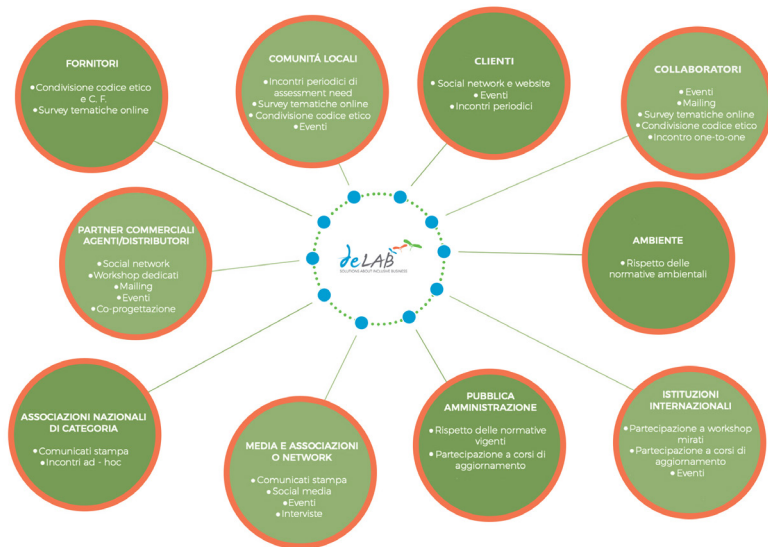 FORNITORI
•Condivisione codice etico
e C. F.
•Survey tematiche online
COMUNITÁ LOCALI
•Incontri periodici di
assessment need
•Survey tematiche online
•Condivisione codice etico
•Eventi
CLIENTI
•Social network e website
•Eventi
•Incontri periodici
COLLABORATORI
•Eventi
•Mailing
•Survey tematiche online
•Condivisione codice etico
•Incontro one-to-one
PARTNER COMMERCIALI
AGENTI/DISTRIBUTORI
•Social network
•Workshop dedicati
•Mailing
•Eventi
•Co-progettazione
deLAB
SOLUTIONS ABOUT INCLUSIVE BUSINESS
AMBIENTE
•Rispetto delle
normative ambientali
ASSOCIAZIONI NAZIONALI
DI CATEGORIA
•Comunicati stampa
•Incontri ad - hoc
MEDIA E ASSOCIAZIONI
O NETWORK
•Comunicati stampa
•Social media
•Eventi
•Interviste
PUBBLICA
AMMINISTRAZIONE
•Rispetto delle normative
vigenti
•Partecipazione a corsi di
aggiornamento
ISTITUZIONI
INTERNAZIONALI
•Partecipazione a workshop
mirati
•Partecipazione a corsi di
aggiornamento
•Eventi